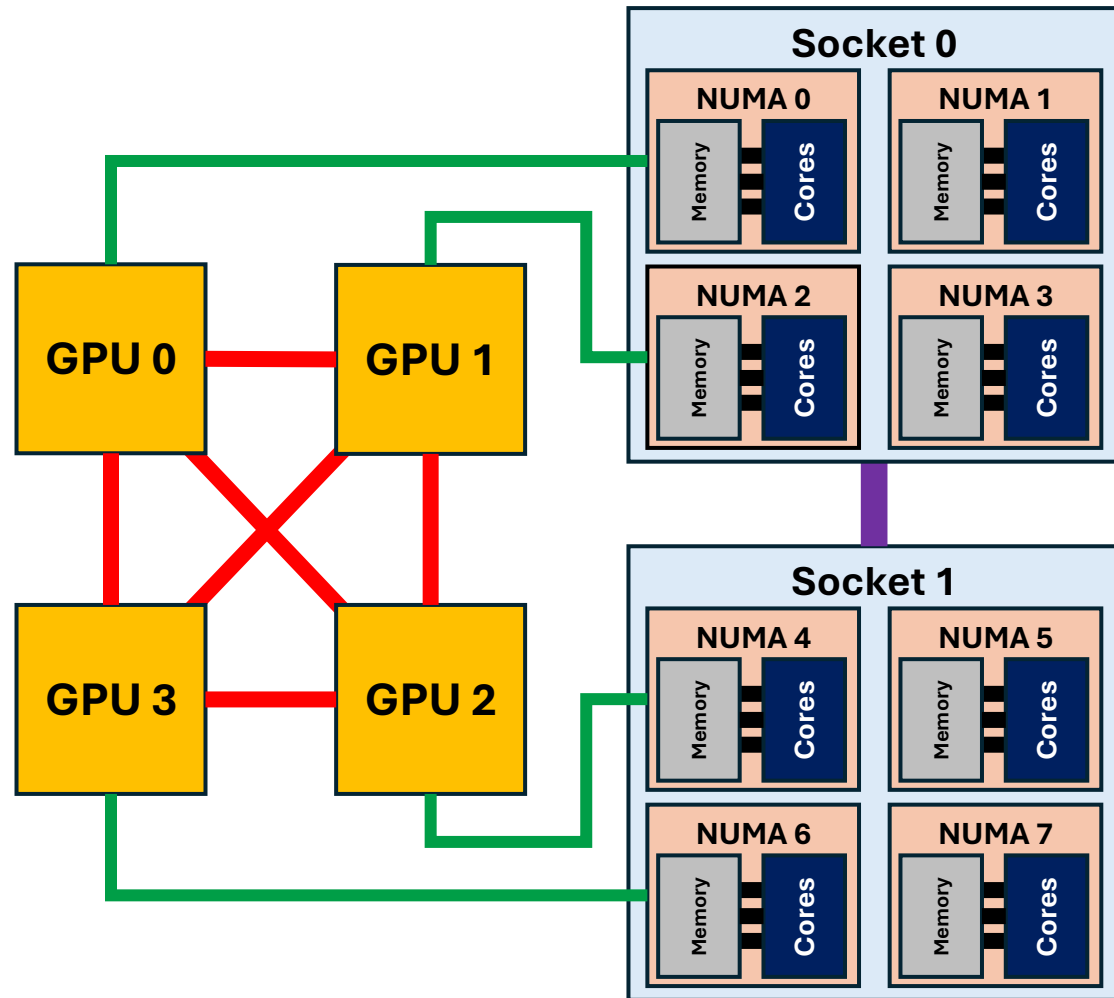 Socket 0
NUMA 0
NUMA 1
Memory
Cores
Memory
Cores
NUMA 2
NUMA 3
Memory
Cores
Memory
Cores
GPU 0
GPU 1
GPU 3
GPU 2
Socket 1
NUMA 4
NUMA 5
Memory
Cores
Memory
Cores
NUMA 6
NUMA 7
Memory
Cores
Memory
Cores